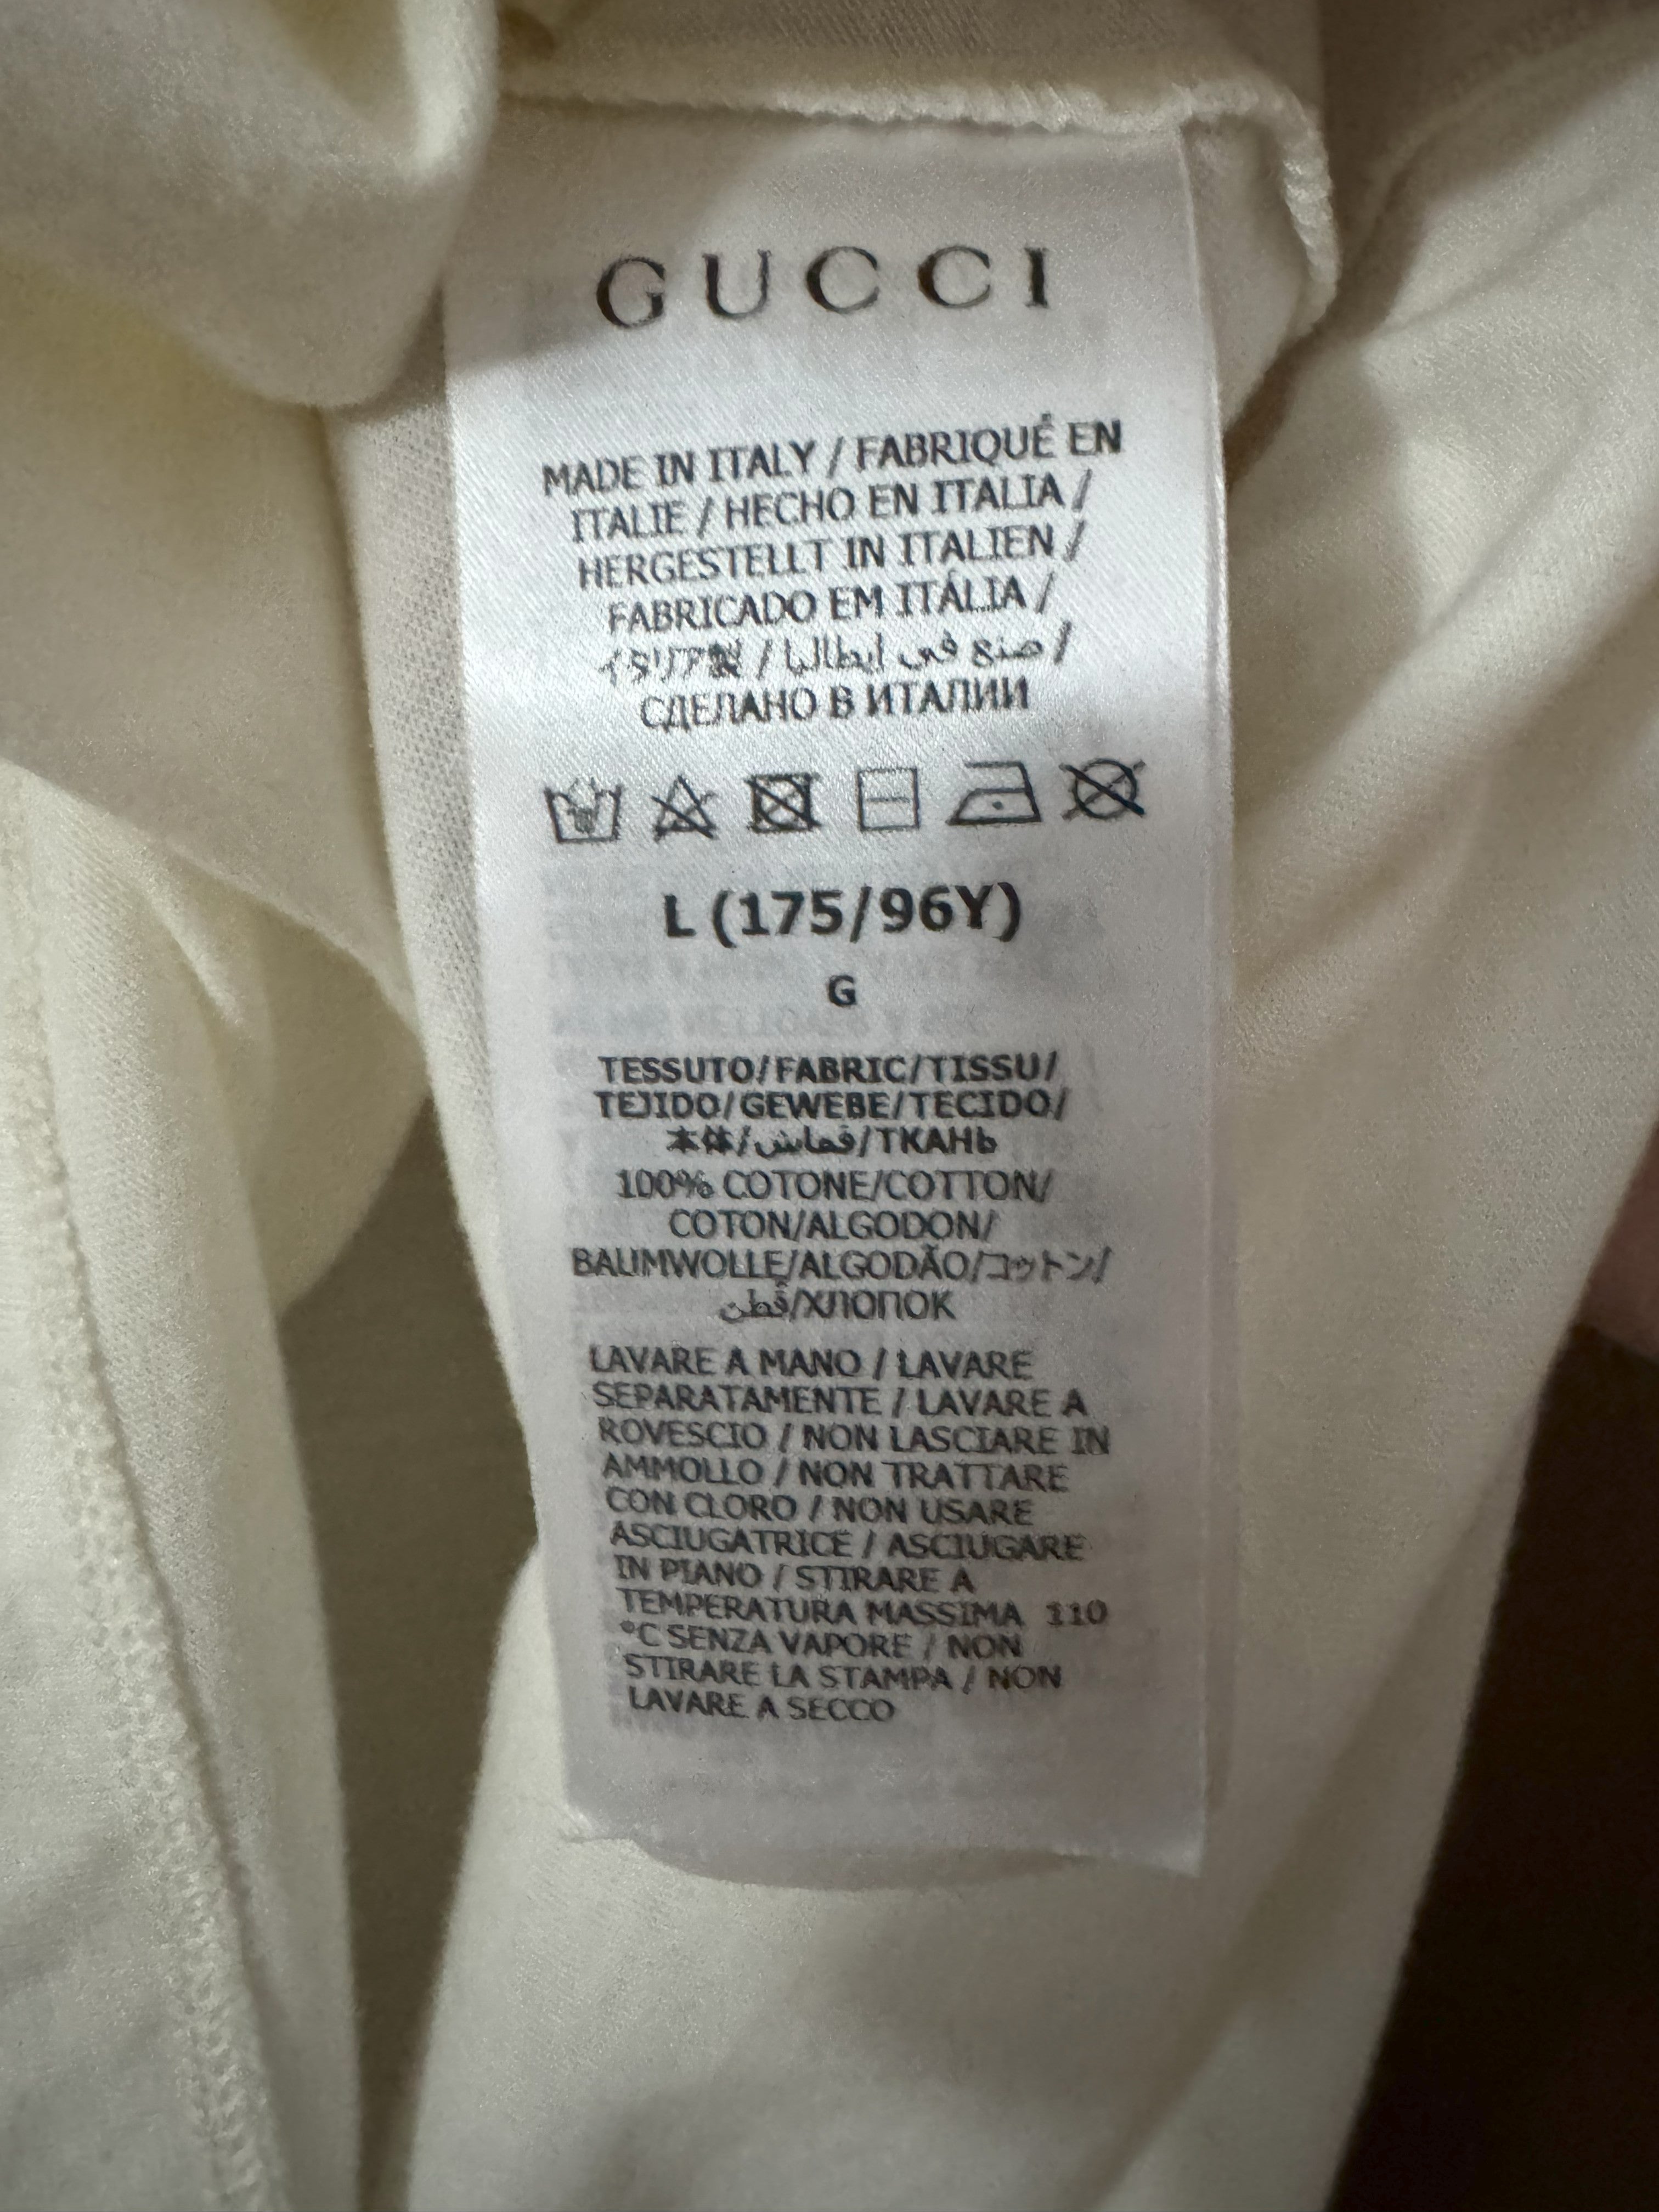 GUCCI
MADE IN ITALY / FABRIQUÉ EN
ITALIE / HECHO EN ITALIA /
HERGESTELLT IN ITALIEN /
FABRICADO EM ITÁLIA /
イタリア製 / صنع في ايطاليا /
СДЕЛАНО В ИТАЛИИ
L (175/96Y)
G
TESSUTO/FABRIC/TISSU/
TEJIDO/GEWEBE/TECIDO/
本体/قماش/ТКАНЬ
100% COTONE/COTTON/
COTON/ALGODON/
BAUMWOLLE/ALGODÃO/コットン/
قطن/ХЛОПОК
LAVARE A MANO / LAVARE
SEPARATAMENTE / LAVARE A
ROVESCIO / NON LASCIARE IN
AMMOLLO / NON TRATTARE
CON CLORO / NON USARE
ASCIUGATRICE / ASCIUGARE
IN PIANO / STIRARE A
TEMPERATURA MASSIMA 110
°C SENZA VAPORE / NON
STIRARE LA STAMPA / NON
LAVARE A SECCO